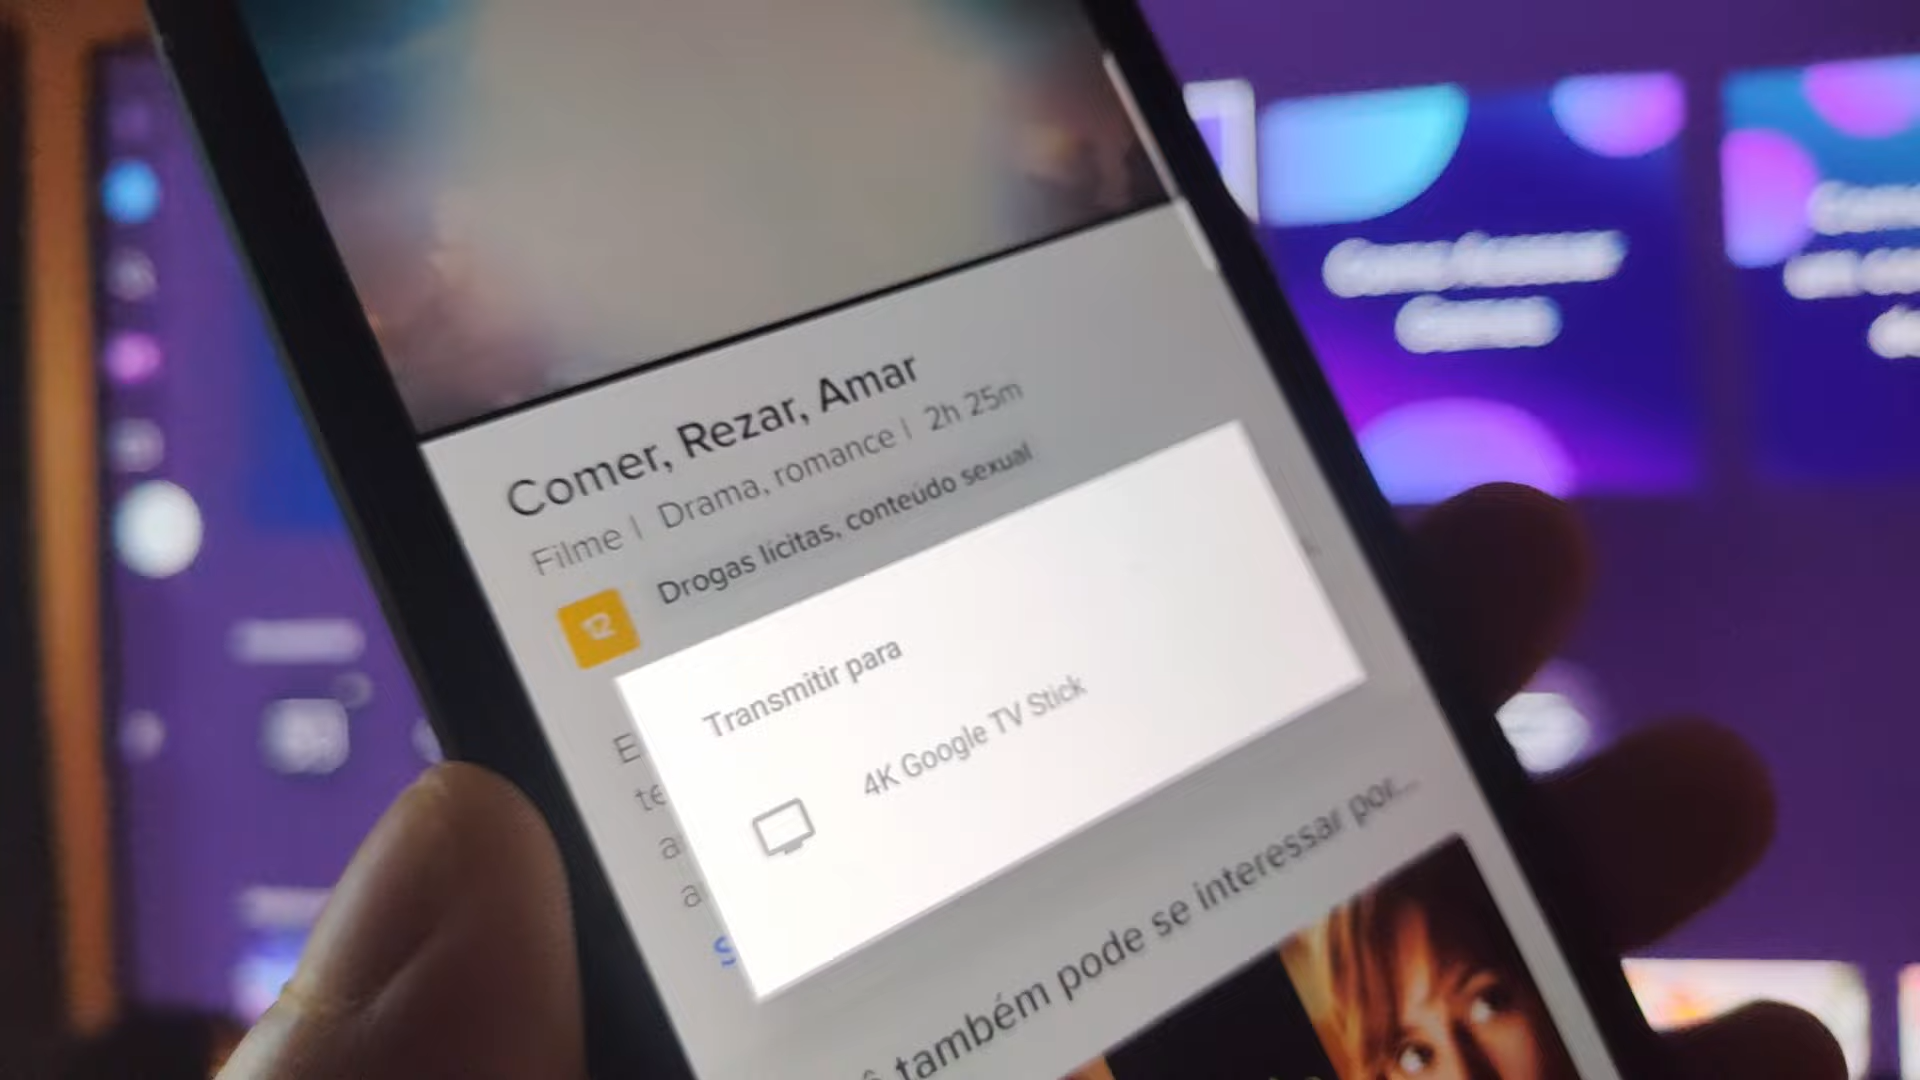 Comer, Rezar, Amar
Filme | Drama, romance | 2h 25m
12 Drogas lícitas, conteúdo sexual
Transmitir para
4K Google TV Stick
E
te
a
a
S
também pode se interessar por...